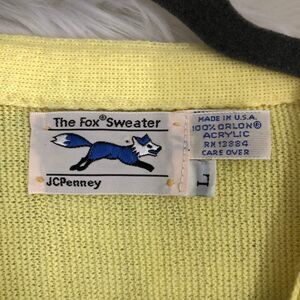 The Fox® Sweater
JCPenney
MADE IN U.S.A.
100% ORLON®
ACRYLIC
RN 13884
CARE OVER
L